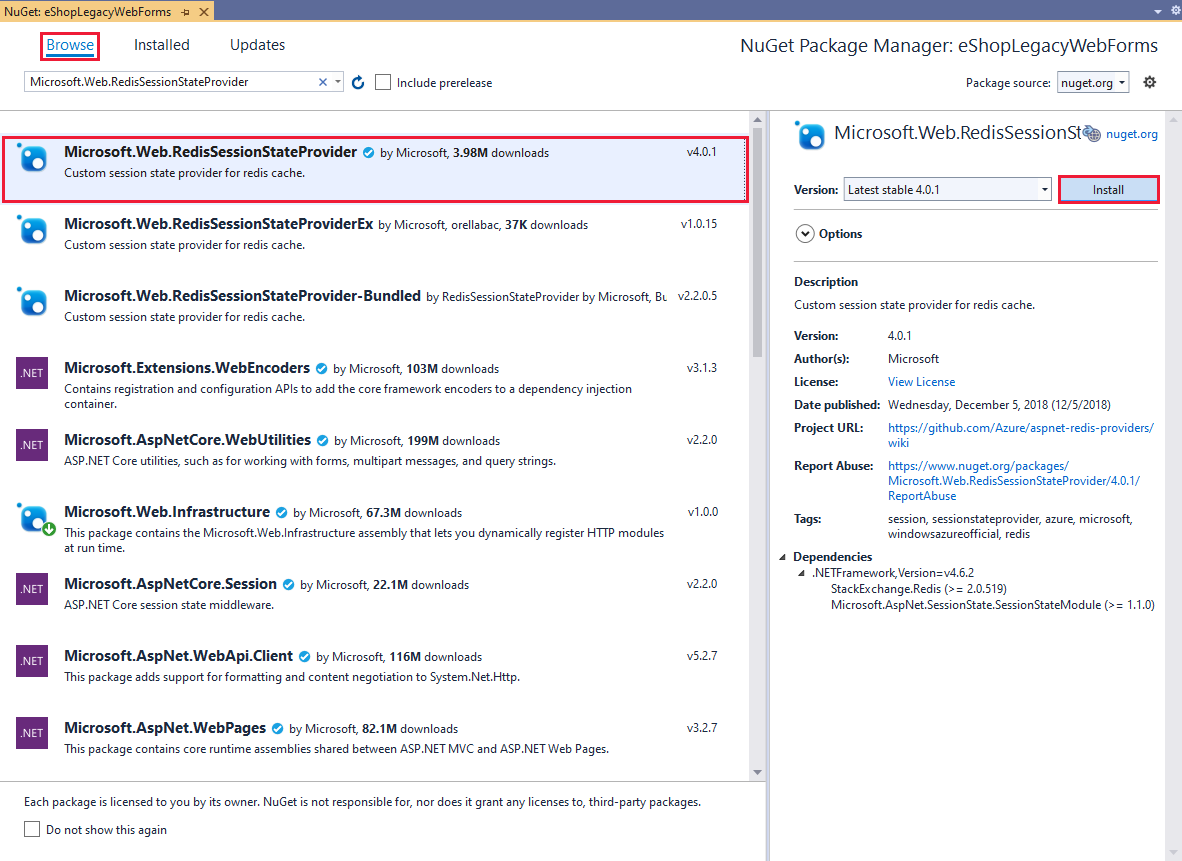 NuGet: eShopLegacyWebForms
Browse
Installed
Updates
NuGet Package Manager: eShopLegacyWebForms
Microsoft.Web.RedisSessionStateProvider
Include prerelease
Package source: nuget.org
Microsoft.Web.RedisSessionStateProvider by Microsoft, 3.98M downloads v4.0.1
Custom session state provider for redis cache.
Microsoft.Web.RedisSessionStateProviderEx by Microsoft, orellabac, 37K downloads v1.0.15
Custom session state provider for redis cache.
Microsoft.Web.RedisSessionStateProvider-Bundled by RedisSessionStateProvider by Microsoft, Bu v2.2.0.5
Custom session state provider for redis cache.
.NET
Microsoft.Extensions.WebEncoders by Microsoft, 103M downloads v3.1.3
Contains registration and configuration APIs to add the core framework encoders to a dependency injection
container.
.NET
Microsoft.AspNetCore.WebUtilities by Microsoft, 199M downloads v2.2.0
ASP.NET Core utilities, such as for working with forms, multipart messages, and query strings.
Microsoft.Web.Infrastructure by Microsoft, 67.3M downloads v1.0.0
This package contains the Microsoft.Web.Infrastructure assembly that lets you dynamically register HTTP modules
at run time.
.NET
Microsoft.AspNetCore.Session by Microsoft, 22.1M downloads v2.2.0
ASP.NET Core session state middleware.
.NET
Microsoft.AspNet.WebApi.Client by Microsoft, 116M downloads v5.2.7
This package adds support for formatting and content negotiation to System.Net.Http.
.NET
Microsoft.AspNet.WebPages by Microsoft, 82.1M downloads v3.2.7
This package contains core runtime assemblies shared between ASP.NET MVC and ASP.NET Web Pages.
Each package is licensed to you by its owner. NuGet is not responsible for, nor does it grant any licenses to, third-party packages.
Do not show this again
Microsoft.Web.RedisSessionSt nuget.org
Version: Latest stable 4.0.1 Install
Options
Description
Custom session state provider for redis cache.
Version: 4.0.1
Author(s): Microsoft
License: View License
Date published: Wednesday, December 5, 2018 (12/5/2018)
Project URL: https://github.com/Azure/aspnet-redis-providers/
wiki
Report Abuse: https://www.nuget.org/packages/
Microsoft.Web.RedisSessionStateProvider/4.0.1/
ReportAbuse
Tags: session, sessionstateprovider, azure, microsoft,
windowsazureofficial, redis
Dependencies
.NETFramework,Version=v4.6.2
StackExchange.Redis (>= 2.0.519)
Microsoft.AspNet.SessionState.SessionStateModule (>= 1.1.0)